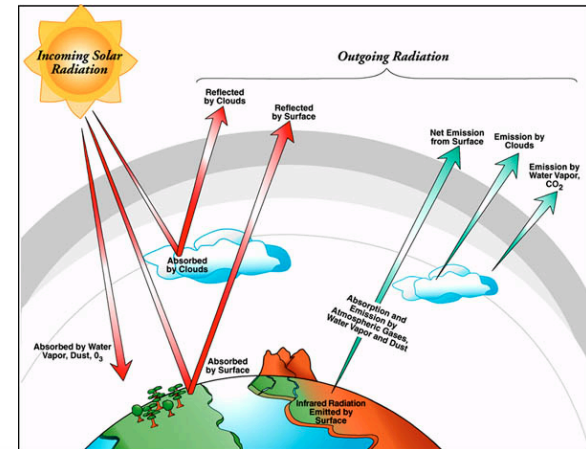 Incoming Solar
Radiation
Outgoing Radiation
Reflected
by Clouds
Reflected
by Surface
Net Emission
from Surface
Emission by
Clouds
Emission by
Water Vapor,
CO2
Absorbed
by Clouds
Absorption and
Emission by
Atmospheric Gases,
Water Vapor and Dust
Absorbed by Water
Vapor, Dust, 03
Absorbed
by Surface
Infrared Radiation
Emitted by
Surface